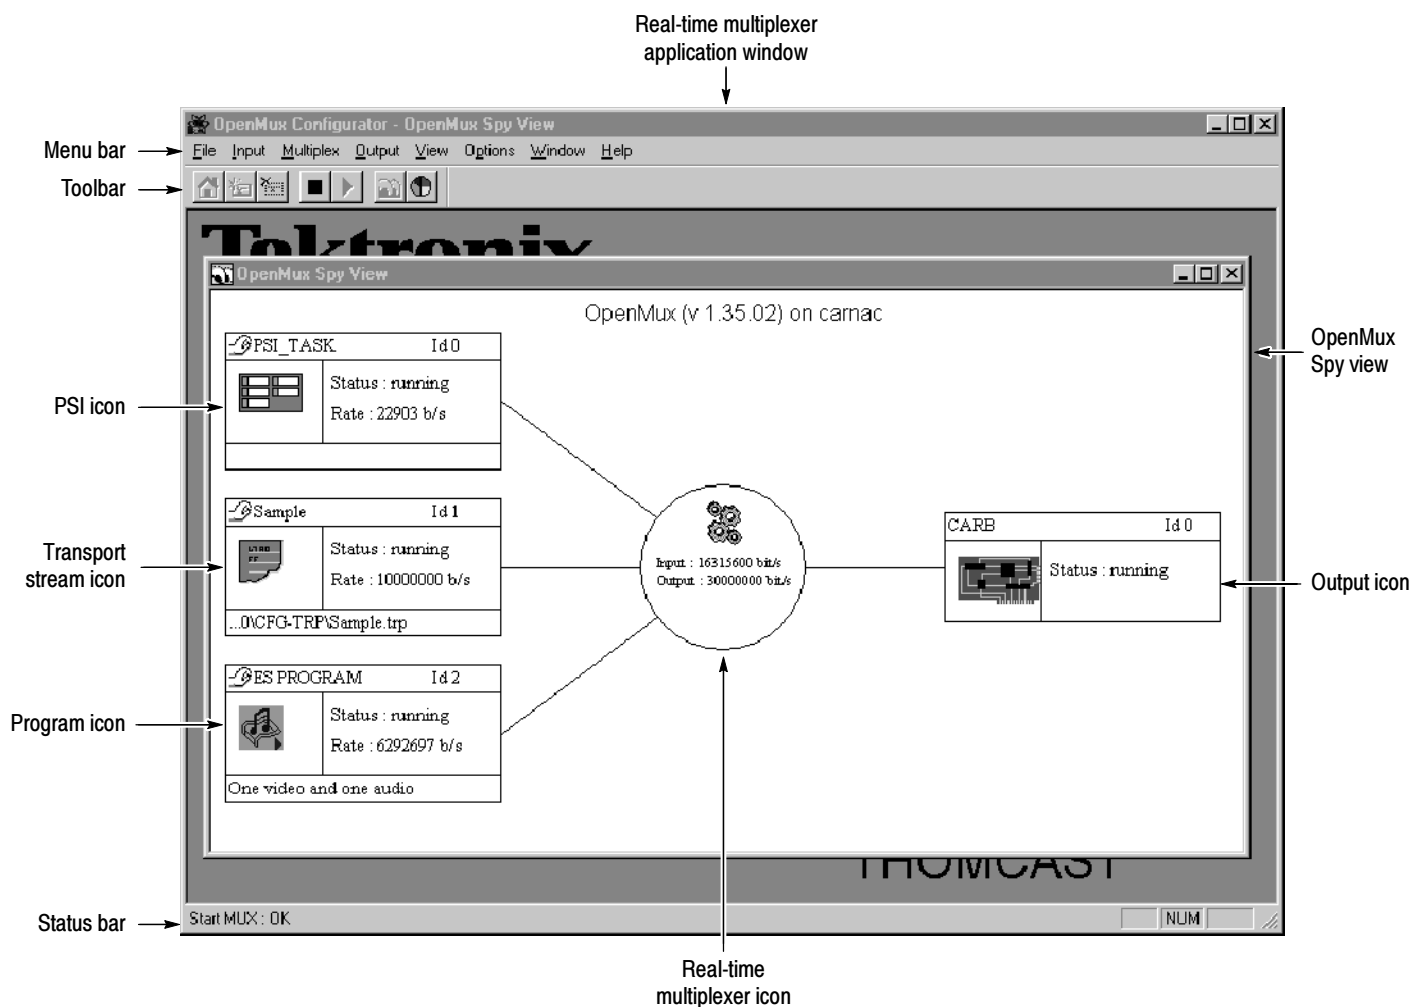 Real-time multiplexer
application window
OpenMux Configurator - OpenMux Spy View
Menu bar
File Input Multiplex Output View Options Window Help
Toolbar
Tektronix
OpenMux Spy View
OpenMux (v 1.35.02) on carnac
OpenMux
Spy view
PSI_TASK Id 0
Status : running
Rate : 22903 b/s
PSI icon
Sample Id 1
Status : running
Rate : 10000000 b/s
...0\CFG-TRP\Sample.trp
Transport
stream icon
Input : 16315600 bit/s
Output : 30000000 bit/s
CARB Id 0
Status : running
Output icon
ES PROGRAM Id 2
Status : running
Rate : 6292697 b/s
One video and one audio
Program icon
THOMCAST
Status bar
Start MUX : OK
NUM
Real-time
multiplexer icon